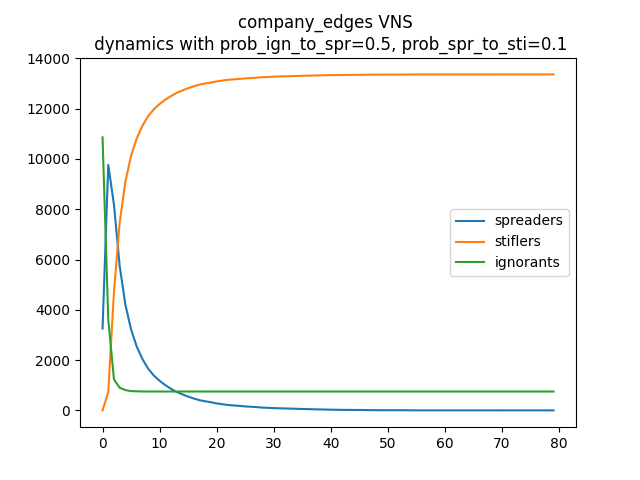 company_edges VNS
dynamics with prob_ign_to_spr=0.5, prob_spr_to_sti=0.1
14000
12000
10000
8000
6000
4000
2000
0
spreaders
stiflers
ignorants
0 10 20 30 40 50 60 70 80